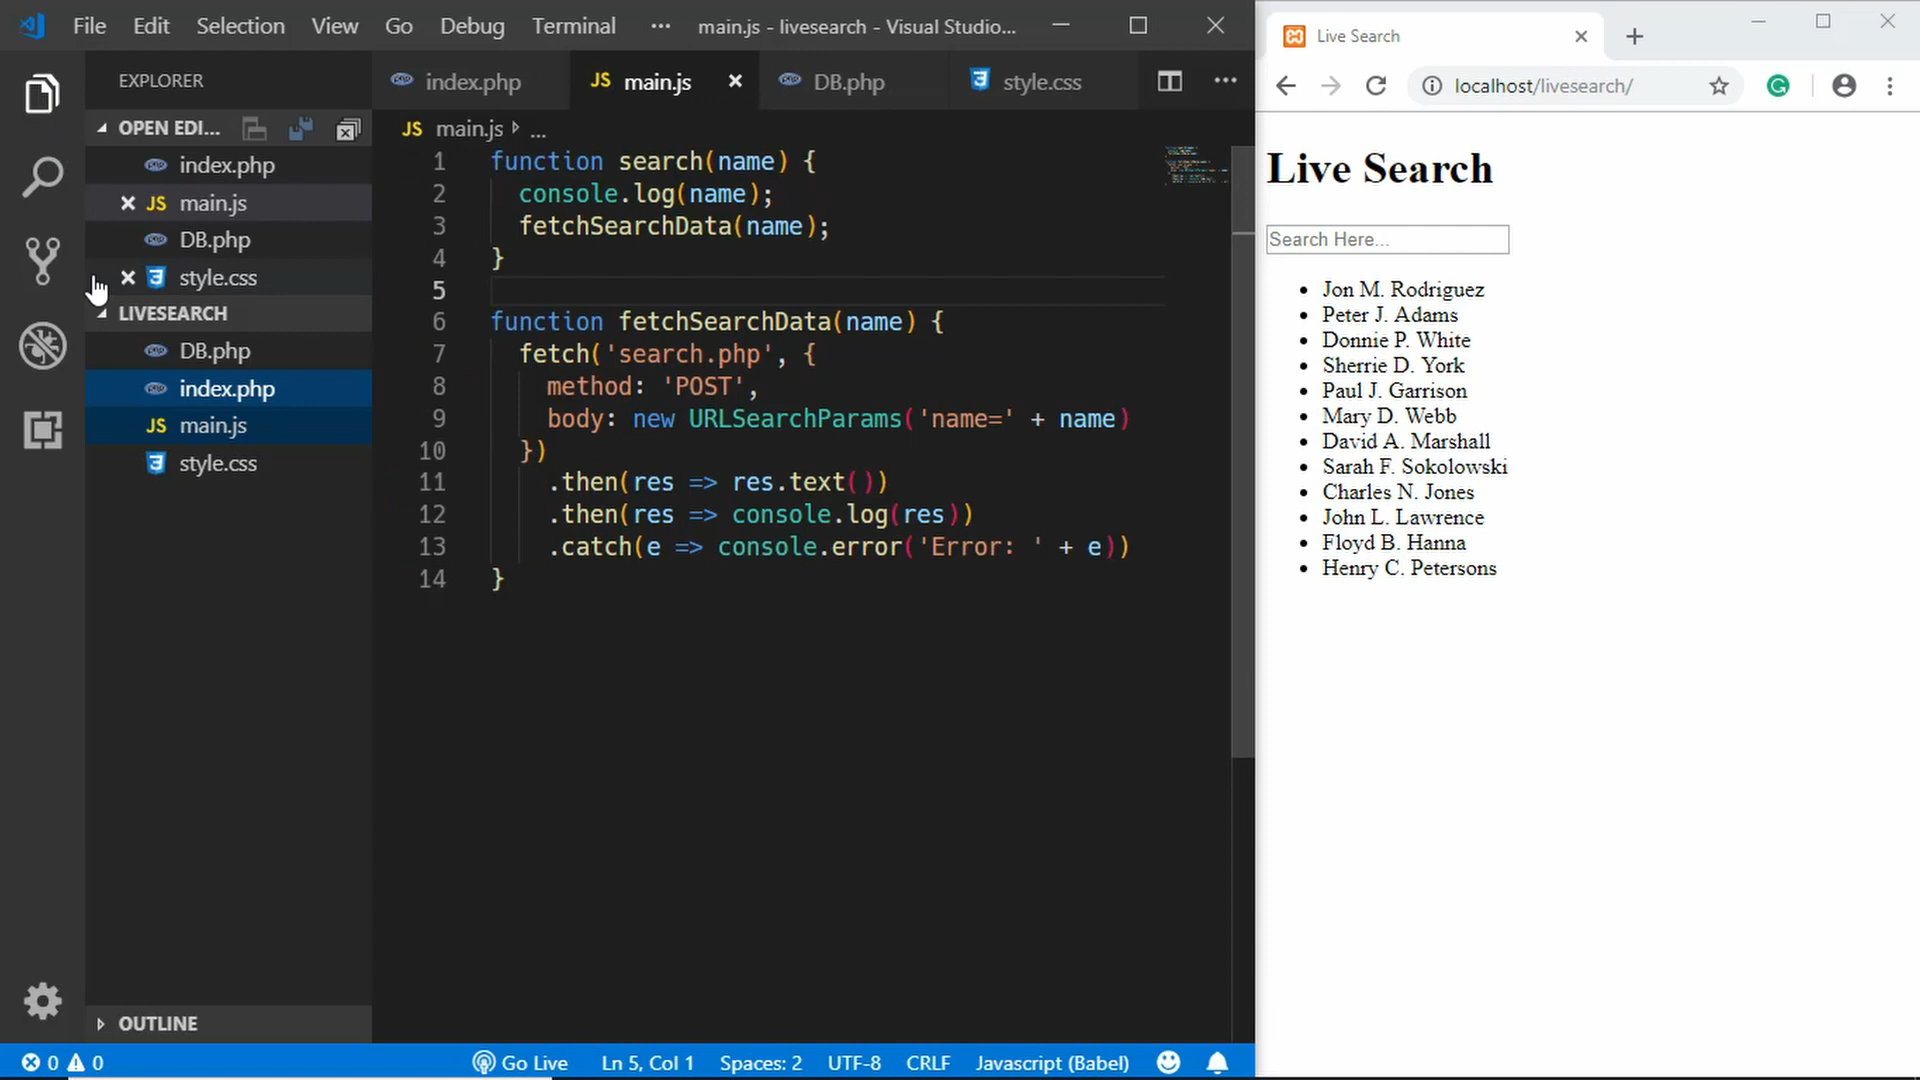 File Edit Selection View Go Debug Terminal ··· main.js - livesearch - Visual Studio...
EXPLORER
OPEN EDI...
index.php
JS main.js
DB.php
style.css
LIVESEARCH
DB.php
index.php
JS main.js
style.css
OUTLINE
index.php JS main.js DB.php style.css
JS main.js ...
1 function search(name) {
2 console.log(name);
3 fetchSearchData(name);
4 }
5
6 function fetchSearchData(name) {
7 fetch('search.php', {
8 method: 'POST',
9 body: new URLSearchParams('name=' + name)
10 })
11 .then(res => res.text())
12 .then(res => console.log(res))
13 .catch(e => console.error('Error: ' + e))
14 }
0 0 Go Live Ln 5, Col 1 Spaces: 2 UTF-8 CRLF Javascript (Babel)
Live Search
localhost/livesearch/
Live Search
Search Here...
Jon M. Rodriguez
Peter J. Adams
Donnie P. White
Sherrie D. York
Paul J. Garrison
Mary D. Webb
David A. Marshall
Sarah F. Sokolowski
Charles N. Jones
John L. Lawrence
Floyd B. Hanna
Henry C. Petersons